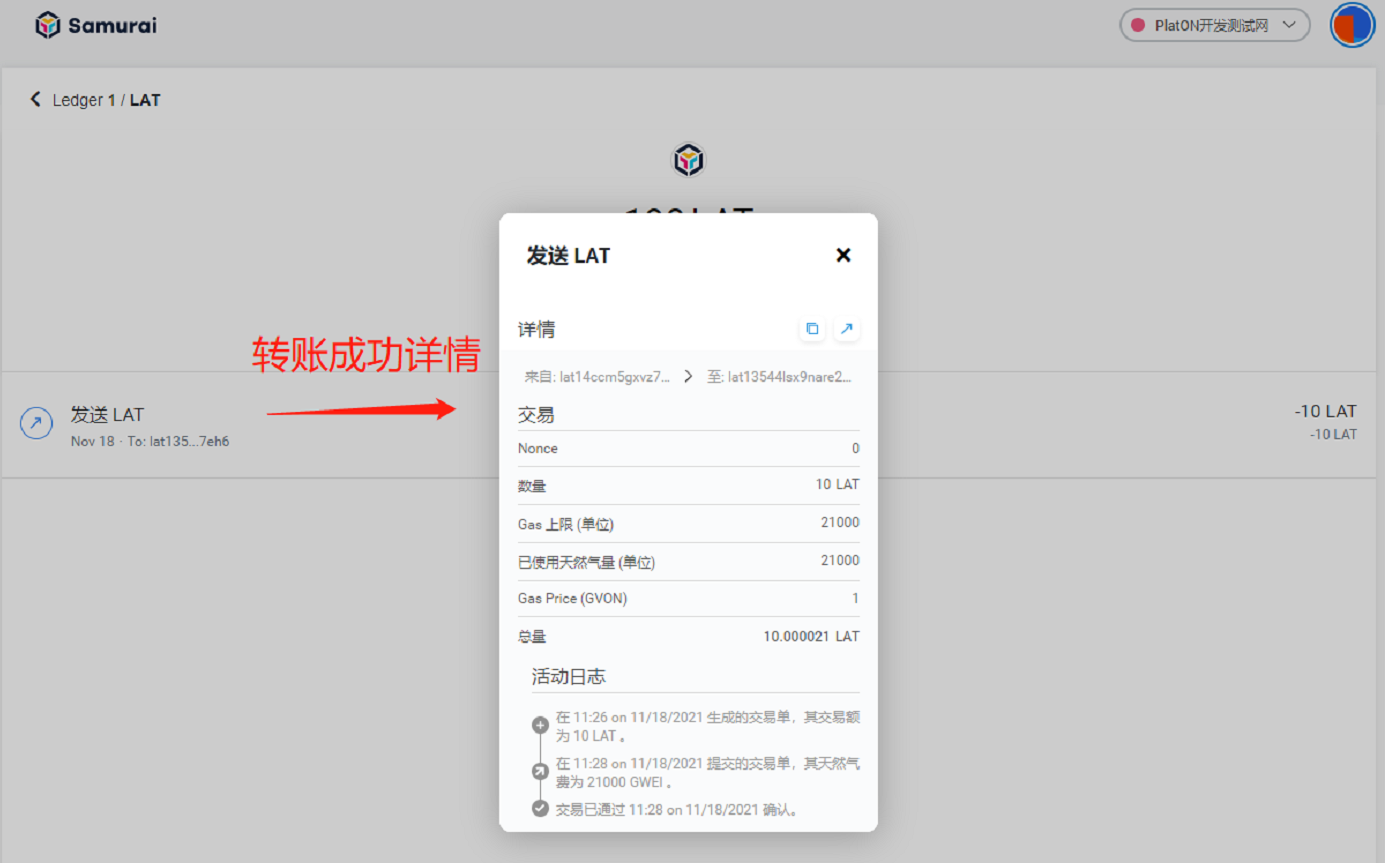 Samurai
PlatON开发测试网
Ledger 1 / LAT
发送 LAT
详情
来自: lat14ccm5gxvz7... 至: lat13544lsx9nare2...
交易
Nonce 0
数量 10 LAT
Gas 上限 (单位) 21000
已使用天然气量 (单位) 21000
Gas Price (GVON) 1
总量 10.000021 LAT
活动日志
在 11:26 on 11/18/2021 生成的交易单，其交易额
为 10 LAT 。
在 11:28 on 11/18/2021 提交的交易单，其天然气
费为 21000 GWEI 。
交易已通过 11:28 on 11/18/2021 确认。
转账成功详情
发送 LAT
Nov 18 · To: lat135...7eh6
-10 LAT
-10 LAT